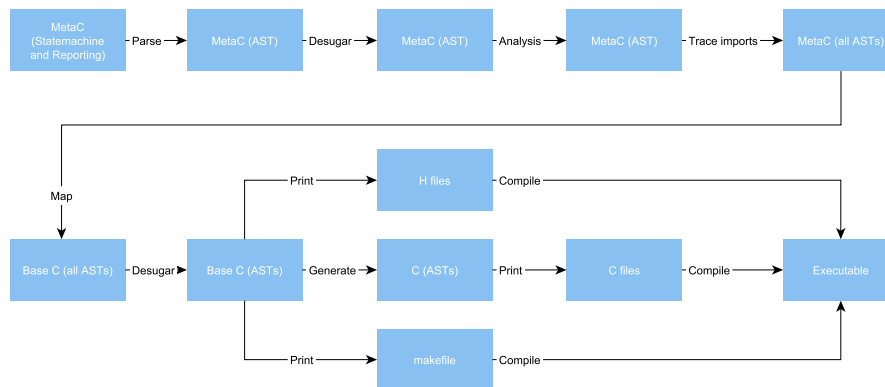 MetaC
(Statemachine
and Reporting)
Parse
MetaC (AST)
Desugar
MetaC (AST)
Analysis
MetaC (AST)
Trace imports
MetaC (all ASTs)
Map
Print
H files
Compile
Base C (all ASTs)
Desugar
Base C (ASTs)
Generate
C (ASTs)
Print
C files
Compile
Executable
Print
makefile
Compile